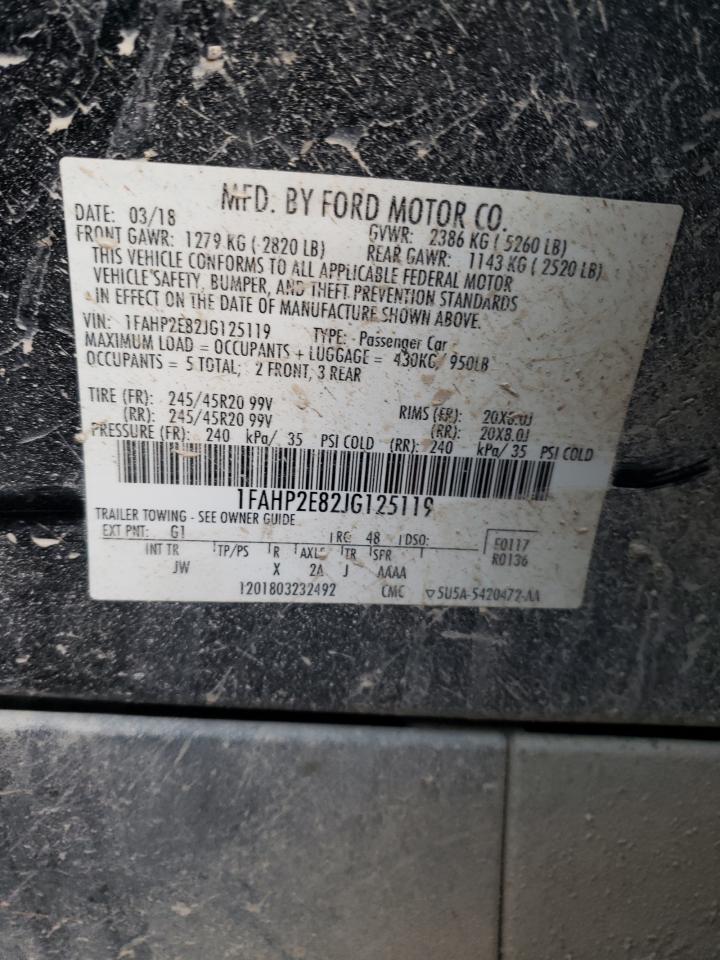 MFD. BY FORD MOTOR CO.
DATE: 03/18 GVWR: 2386 KG ( 5260 LB)
FRONT GAWR: 1279 KG ( 2820 LB) REAR GAWR: 1143 KG ( 2520 LB)
THIS VEHICLE CONFORMS TO ALL APPLICABLE FEDERAL MOTOR
VEHICLE SAFETY, BUMPER, AND THEFT PREVENTION STANDARDS
IN EFFECT ON THE DATE OF MANUFACTURE SHOWN ABOVE.
VIN: 1FAHP2E82JG125119 TYPE: Passenger Car
MAXIMUM LOAD = OCCUPANTS + LUGGAGE = 430KG/ 950LB
OCCUPANTS = 5 TOTAL; 2 FRONT, 3 REAR
TIRE (FR): 245/45R20 99V RIMS (FR): 20X8.0J
(RR): 245/45R20 99V (RR): 20X8.0J
PRESSURE (FR): 240 kPa/ 35 PSI COLD (RR): 240 kPa/ 35 PSI COLD
1FAHP2E82JG125119
TRAILER TOWING - SEE OWNER GUIDE
EXT PNT: G1 RC: 48 DSO: F0117
INT TR TP/PS R AXLE TR SPR R0136
JW X 2A J AAAA
1201803232492 CMC ▽5U5A-5420472-AA